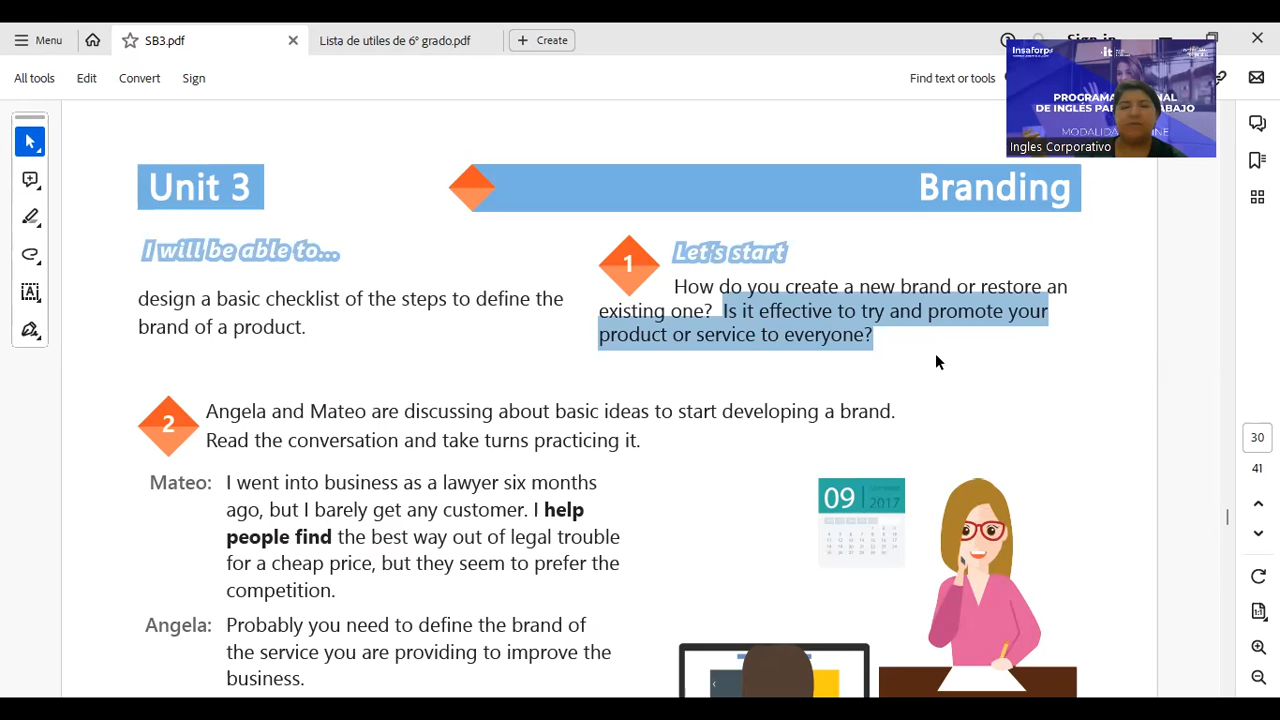 Menu
SB3.pdf
Lista de utiles de 6° grado.pdf
Create
All tools
Edit
Convert
Sign
Find text or tools
Insaforp
PROGRAMA
DE INGLÉS
Ingles Corporativo
Unit 3
Branding
I will be able to...
design a basic checklist of the steps to define the
brand of a product.
1
Let's start
How do you create a new brand or restore an
existing one? Is it effective to try and promote your
product or service to everyone?
2
Angela and Mateo are discussing about basic ideas to start developing a brand.
Read the conversation and take turns practicing it.
Mateo: I went into business as a lawyer six months
ago, but I barely get any customer. I help
people find the best way out of legal trouble
for a cheap price, but they seem to prefer the
competition.
Angela: Probably you need to define the brand of
the service you are providing to improve the
business.
09
2017
30
41